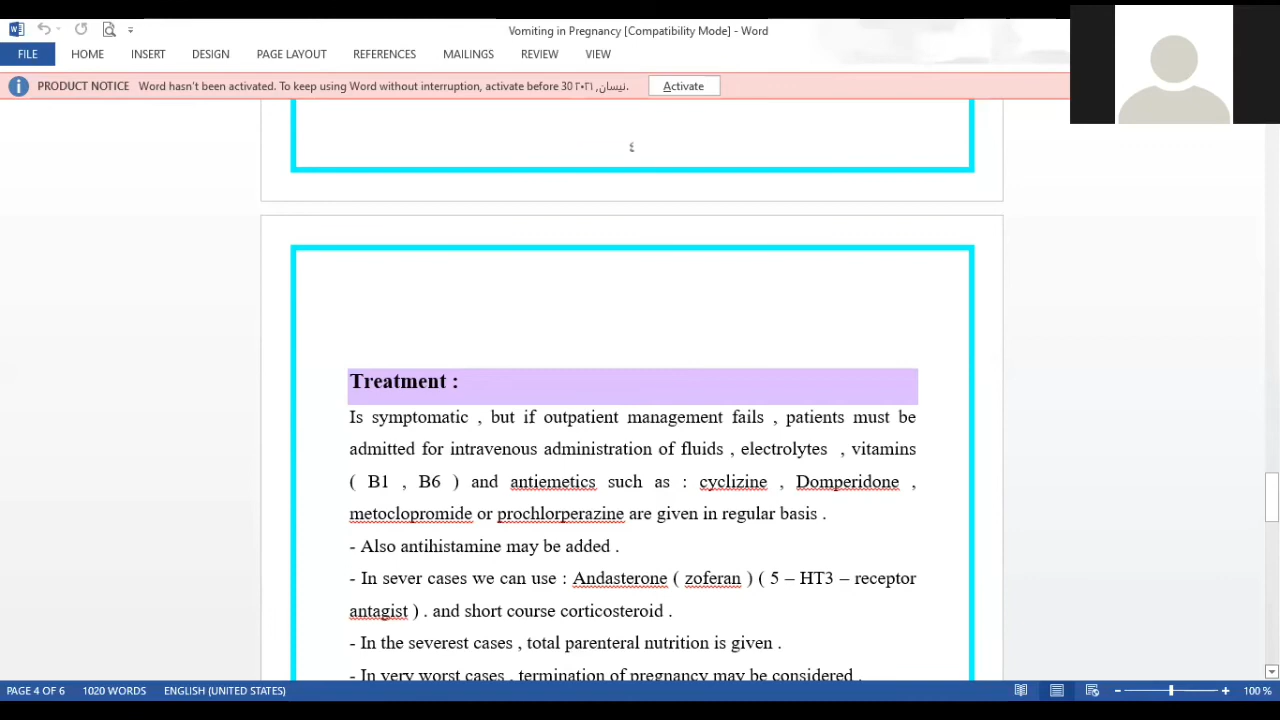 Vomiting in Pregnancy [Compatibility Mode] - Word
FILE HOME INSERT DESIGN PAGE LAYOUT REFERENCES MAILINGS REVIEW VIEW
PRODUCT NOTICE Word hasn't been activated. To keep using Word without interruption, activate before 30 نيسان, ٢٠٢١. Activate
٤
Treatment :
Is symptomatic , but if outpatient management fails , patients must be
admitted for intravenous administration of fluids , electrolytes , vitamins
( B1 , B6 ) and antiemetics such as : cyclizine , Domperidone ,
metoclopromide or prochlorperazine are given in regular basis .
- Also antihistamine may be added .
- In sever cases we can use : Andasterone ( zoferan ) ( 5 – HT3 – receptor
antagist ) . and short course corticosteroid .
- In the severest cases , total parenteral nutrition is given .
- In very worst cases , termination of pregnancy may be considered .
PAGE 4 OF 6 1020 WORDS ENGLISH (UNITED STATES) 100 %